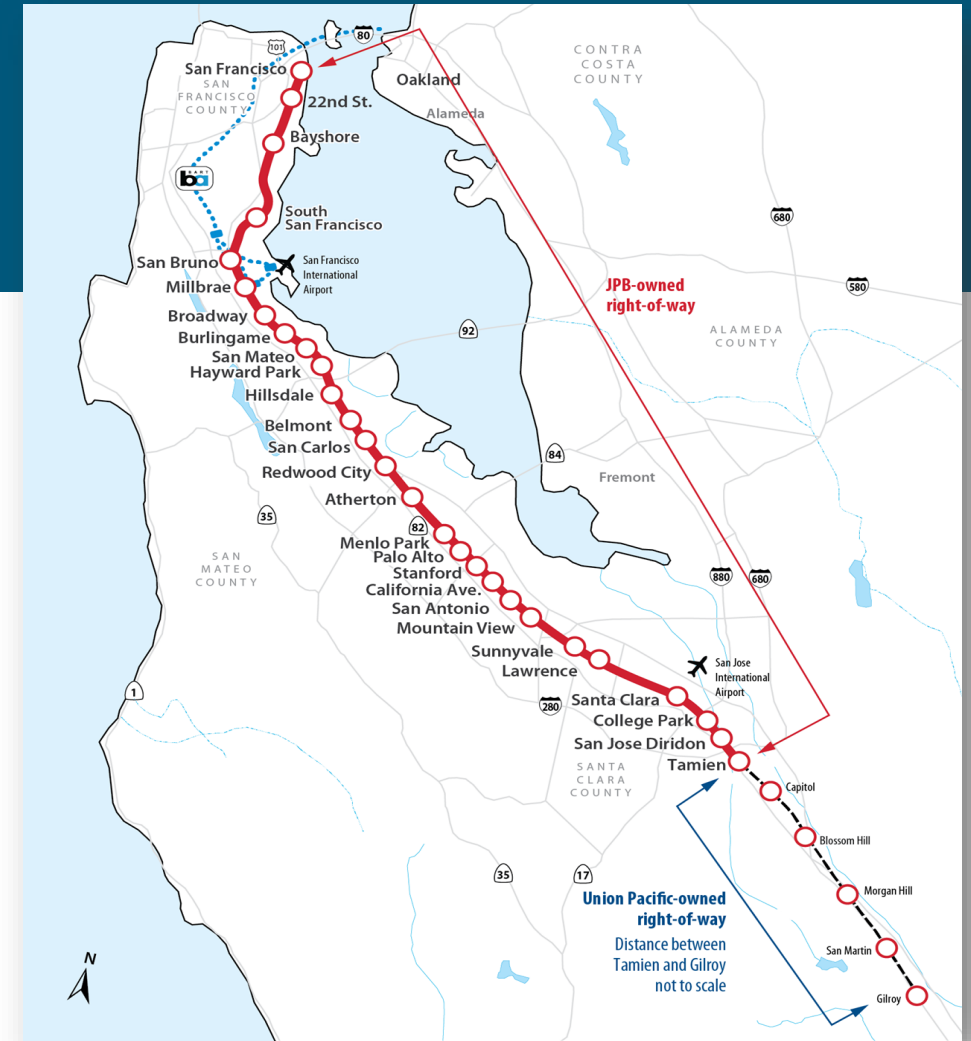 80
101
CONTRA
COSTA
COUNTY
San Francisco
Oakland
SAN
FRANCISCO
COUNTY
22nd St.
Alameda
Bayshore
BART
ba
680
South
San Francisco
San Bruno
San Francisco
International
Airport
Millbrae
JPB-owned
right-of-way
580
Broadway
92
ALAMEDA
COUNTY
Burlingame
San Mateo
Hayward Park
Hillsdale
Belmont
San Carlos
84
Redwood City
Fremont
Atherton
35
82
Menlo Park
Palo Alto
SAN
MATEO
COUNTY
Stanford
880
680
California Ave.
San Antonio
Mountain View
Sunnyvale
Lawrence
San Jose
International
Airport
1
280
Santa Clara
College Park
San Jose Diridon
Tamien
SANTA
CLARA
COUNTY
Capitol
Blossom Hill
35
17
Morgan Hill
Union Pacific-owned
right-of-way
Distance between
Tamien and Gilroy
not to scale
San Martin
N
Gilroy